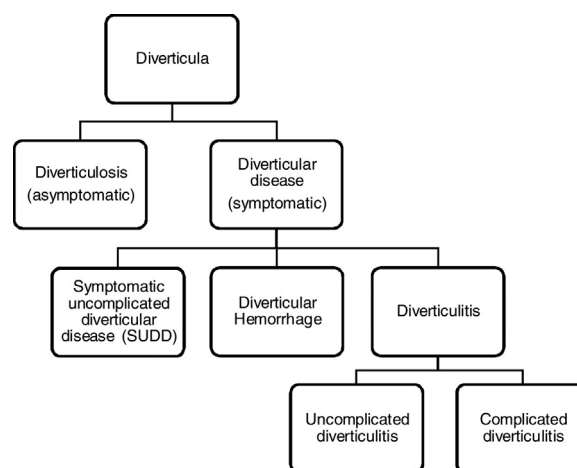 Diverticula
Diverticulosis
(asymptomatic)
Diverticular
disease
(symptomatic)
Symptomatic
uncomplicated
diverticular
disease (SUDD)
Diverticular
Hemorrhage
Diverticulitis
Uncomplicated
diverticulitis
Complicated
diverticulitis